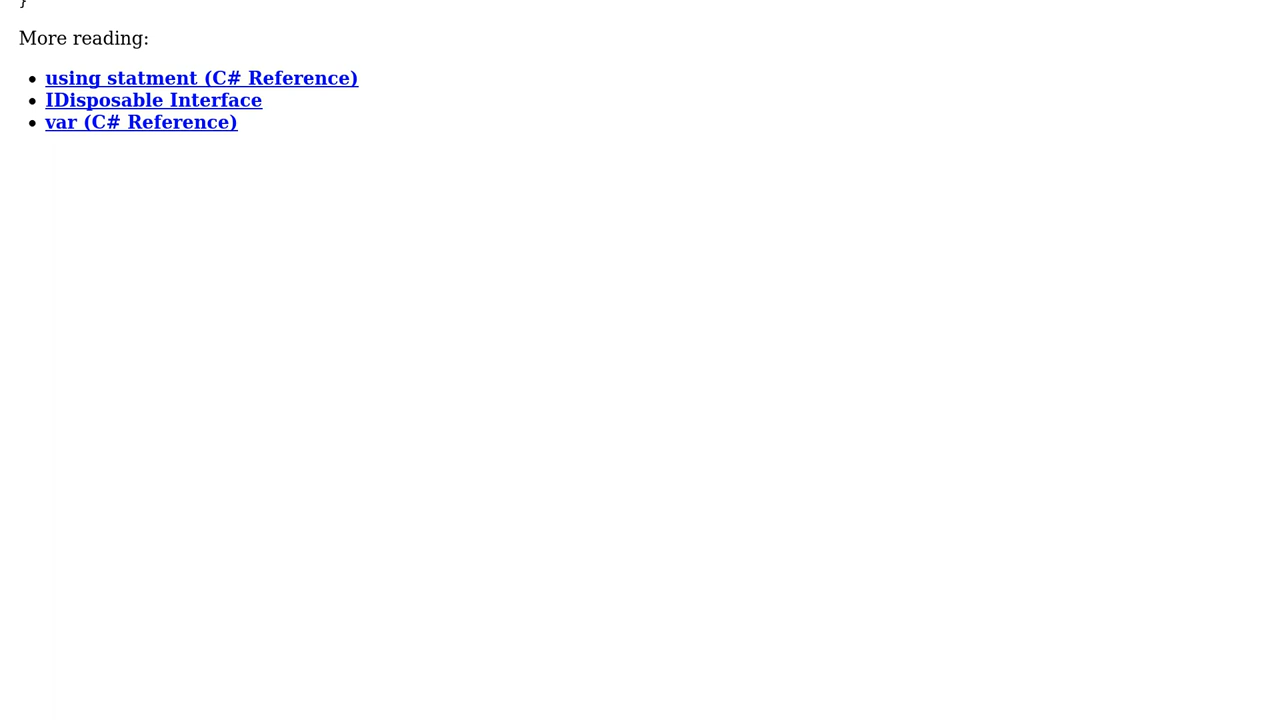 }
More reading:
using statment (C# Reference)
IDisposable Interface
var (C# Reference)